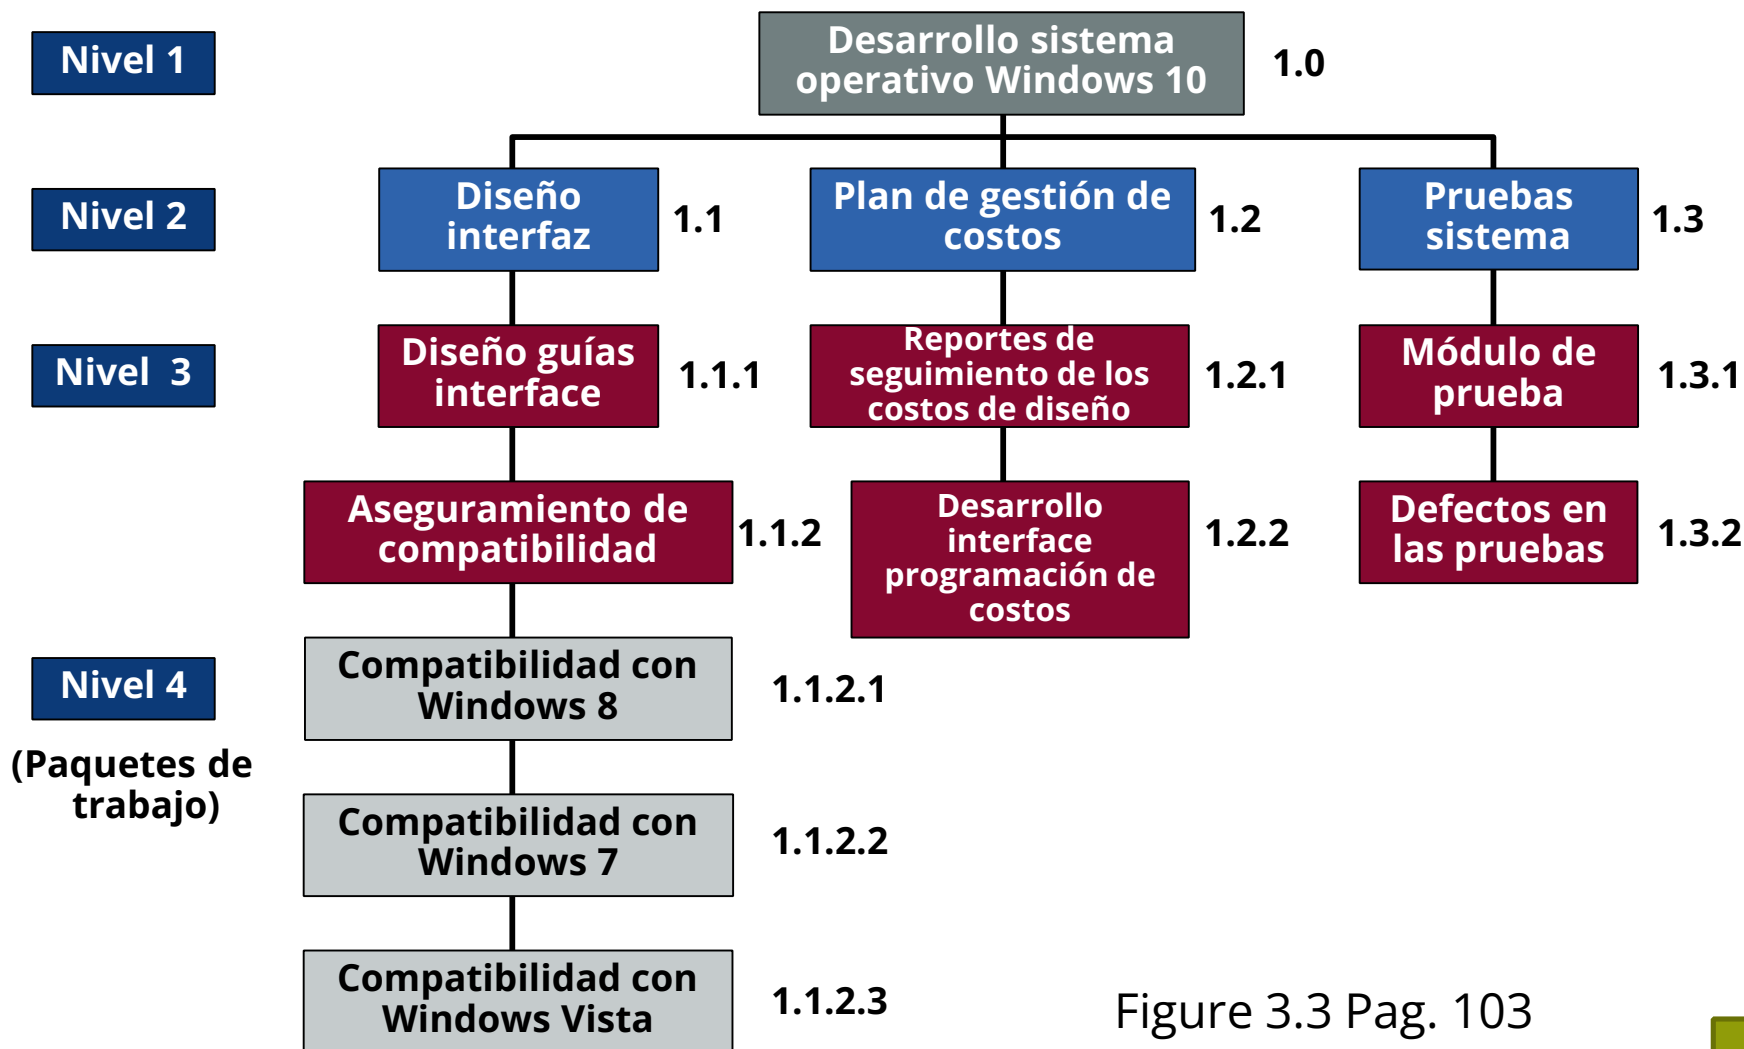 Nivel 1
Desarrollo sistema
operativo Windows 10
1.0
Nivel 2
Diseño
interfaz
1.1
Plan de gestión de
costos
1.2
Pruebas
sistema
1.3
Nivel 3
Diseño guías
interface
1.1.1
Reportes de
seguimiento de los
costos de diseño
1.2.1
Módulo de
prueba
1.3.1
Aseguramiento de
compatibilidad
1.1.2
Desarrollo
interface
programación de
costos
1.2.2
Defectos en
las pruebas
1.3.2
Nivel 4
(Paquetes de
trabajo)
Compatibilidad con
Windows 8
1.1.2.1
Compatibilidad con
Windows 7
1.1.2.2
Compatibilidad con
Windows Vista
1.1.2.3
Figure 3.3 Pag. 103